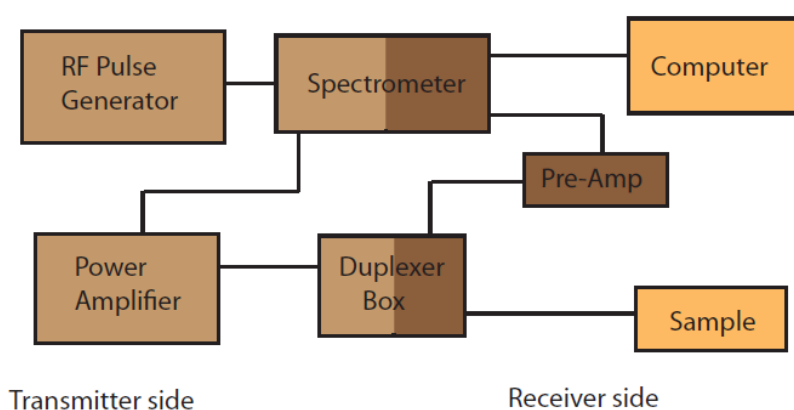 RF Pulse
Generator
Spectrometer
Computer
Pre-Amp
Power
Amplifier
Duplexer
Box
Sample
Transmitter side
Receiver side